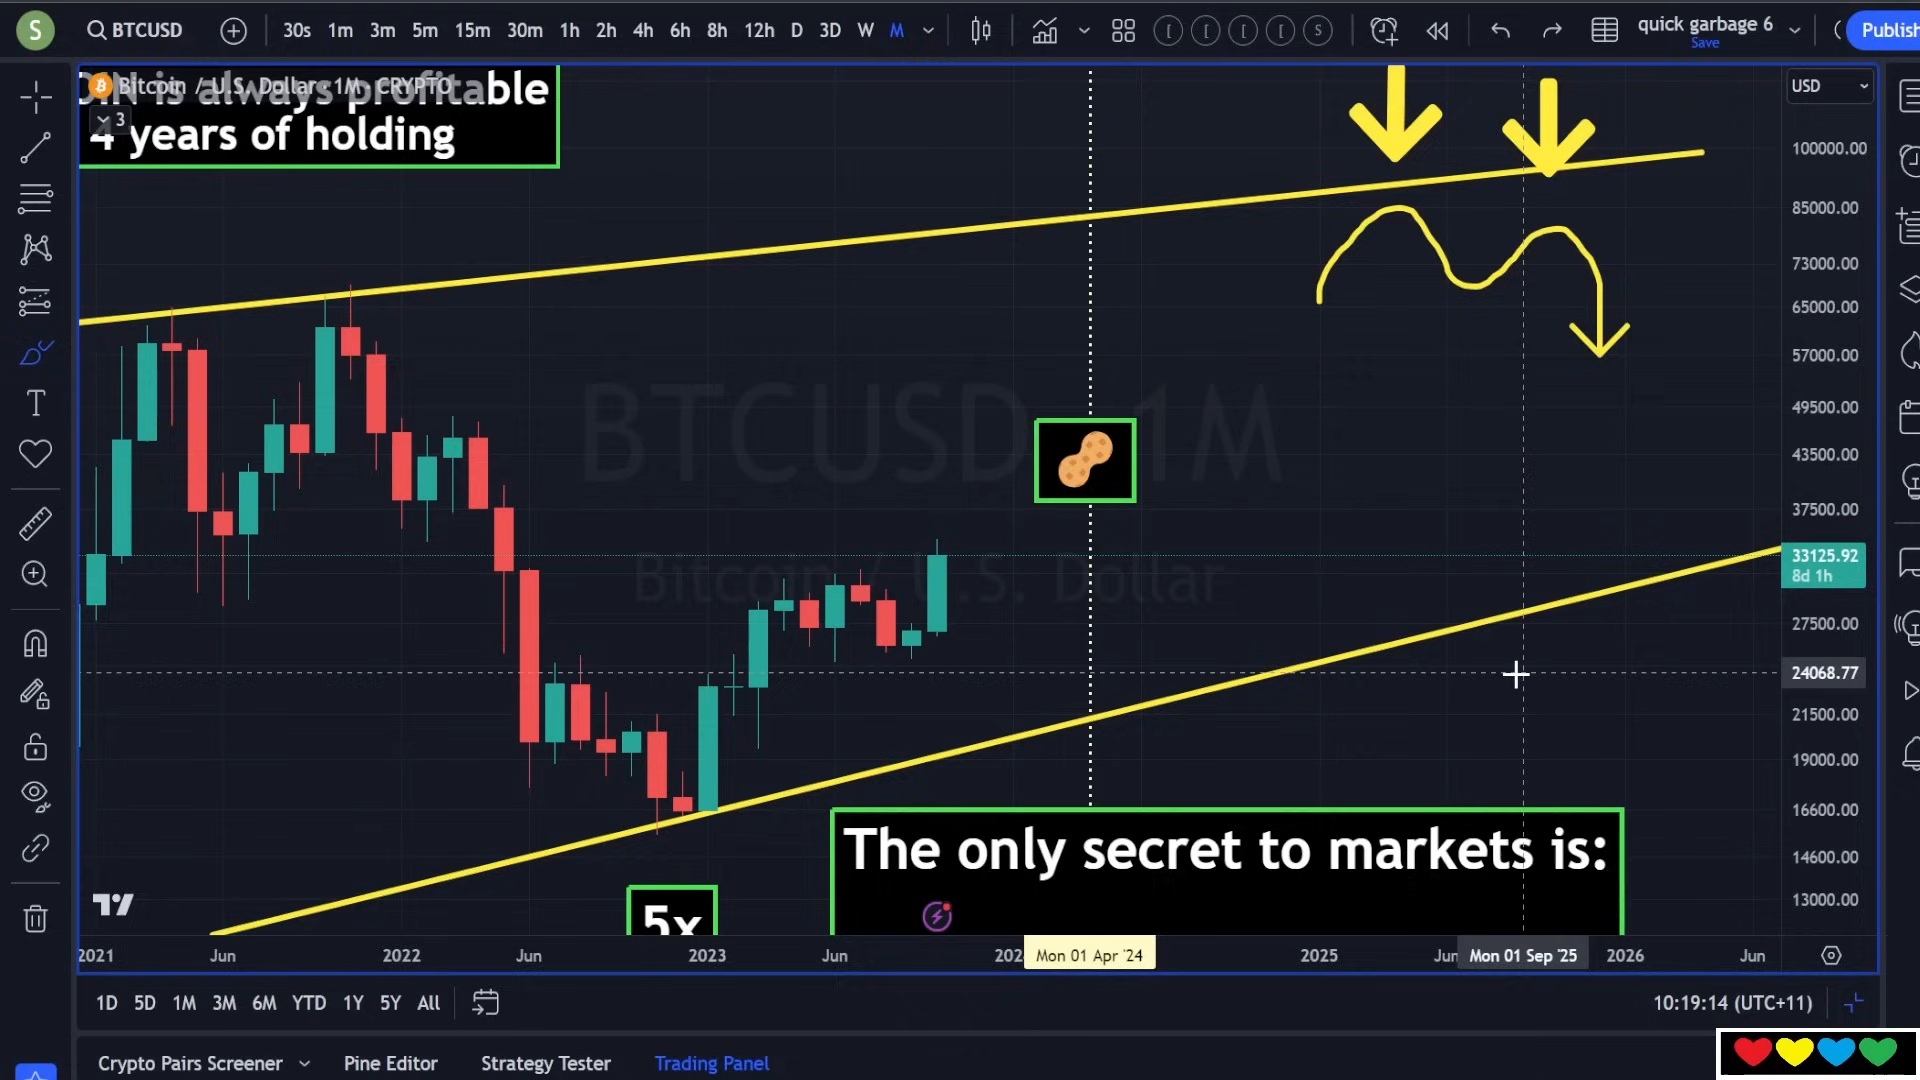 S
BTCUSD
30s 1m 3m 5m 15m 30m 1h 2h 4h 6h 8h 12h D 3D W M
S
quick garbage 6
Save
Publish
Bitcoin / U.S. Dollar · 1M · CRYPTO
is always profitable
3
4 years of holding
USD
100000.00
85000.00
73000.00
65000.00
57000.00
49500.00
43500.00
37500.00
33125.92
8d 1h
27500.00
24068.77
21500.00
19000.00
16600.00
14600.00
13000.00
BTCUSD 1M
Bitcoin / U.S. Dollar
The only secret to markets is:
5x
2021 Jun 2022 Jun 2023 Jun Mon 01 Apr '24 2025 Mon 01 Sep '25 2026 Jun
1D 5D 1M 3M 6M YTD 1Y 5Y All
10:19:14 (UTC+11)
Crypto Pairs Screener Pine Editor Strategy Tester Trading Panel